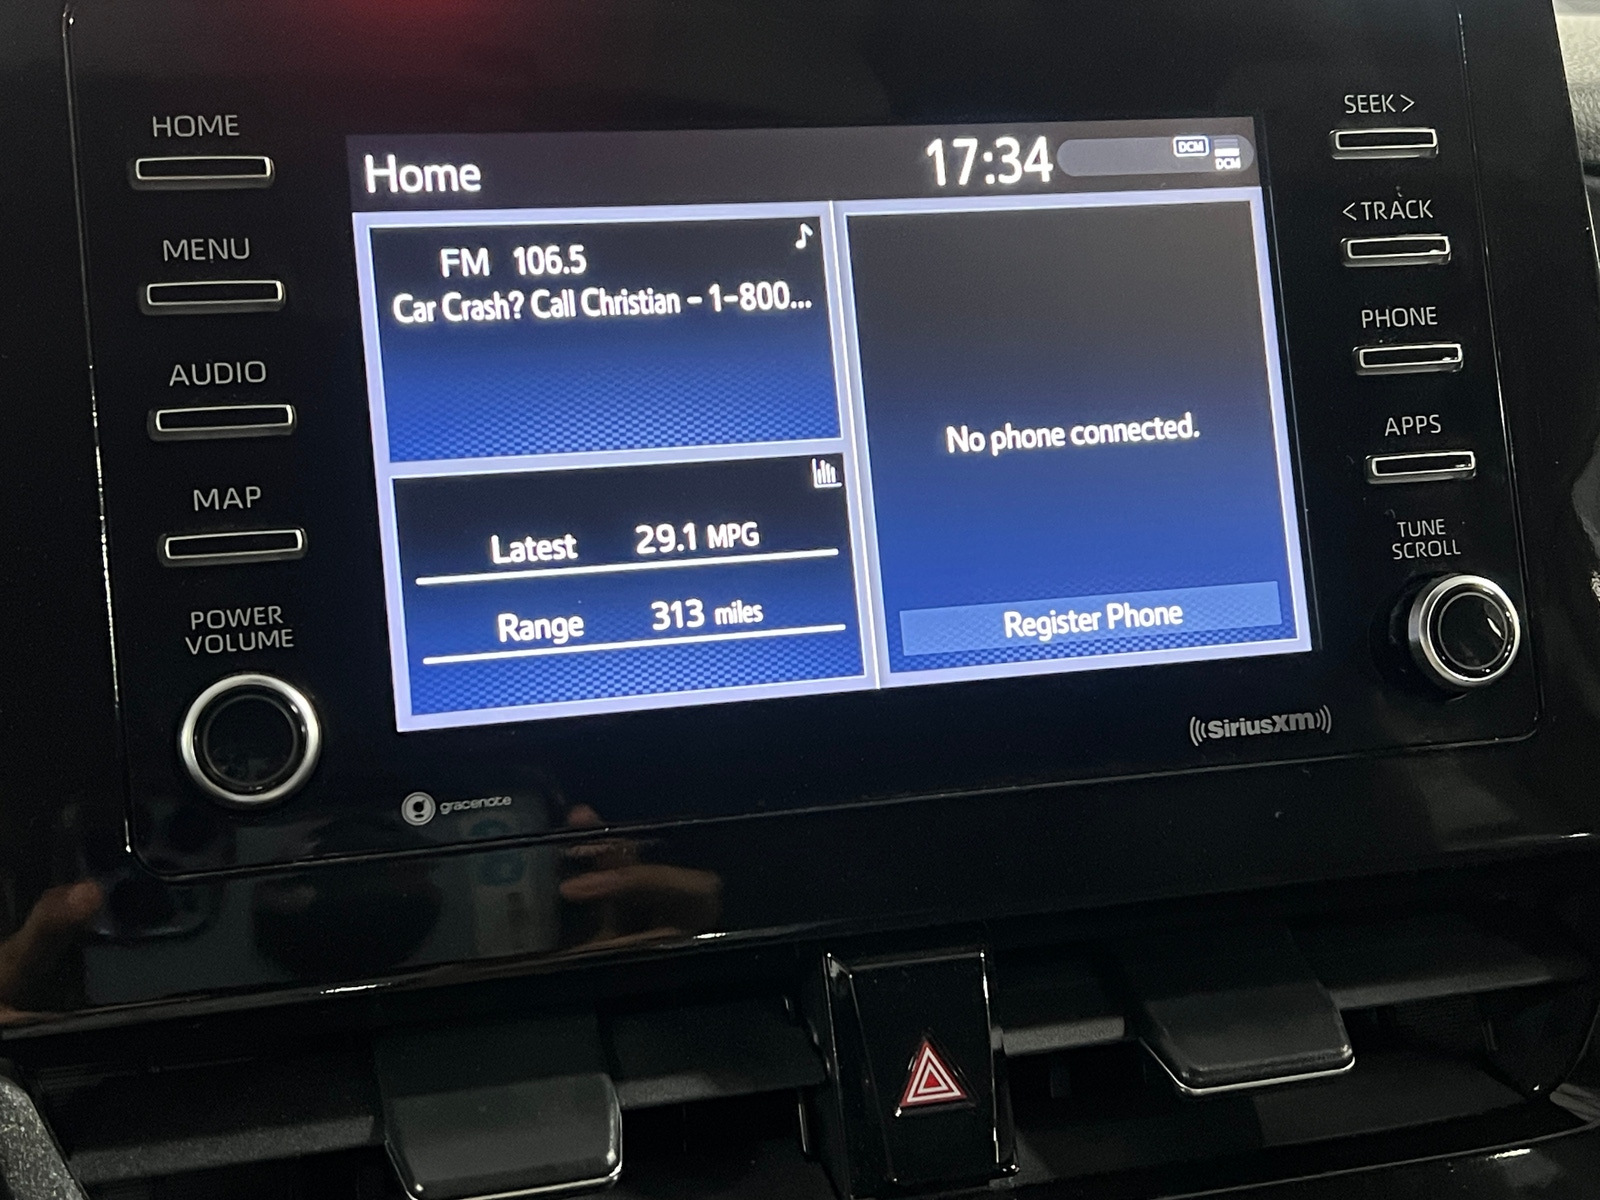 HOME
MENU
AUDIO
MAP
POWER
VOLUME
Home
17:34
DCM
DCM
FM 106.5
Car Crash? Call Christian - 1-800...
Latest 29.1 MPG
Range 313 miles
No phone connected.
Register Phone
SEEK >
< TRACK
PHONE
APPS
TUNE
SCROLL
gracenote
SiriusXM